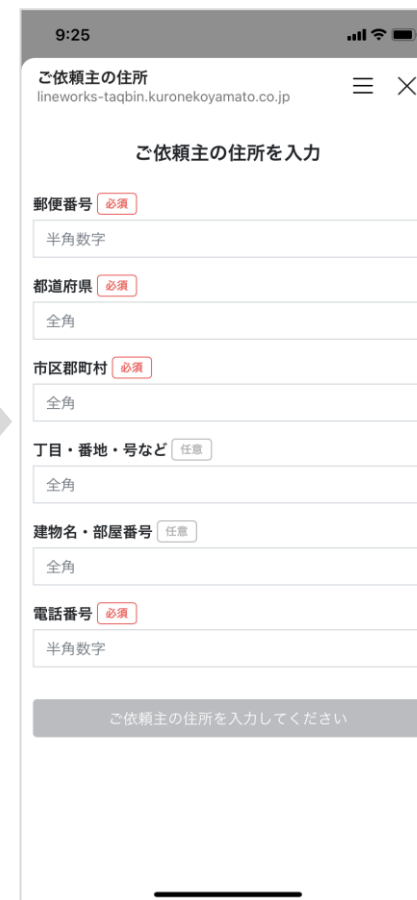 9:25
ご依頼主の住所
lineworks-taqbin.kuronekoyamato.co.jp
ご依頼主の住所を入力
郵便番号 必須
半角数字
都道府県 必須
全角
市区郡町村 必須
全角
丁目・番地・号など 任意
全角
建物名・部屋番号 任意
全角
電話番号 必須
半角数字
ご依頼主の住所を入力してください